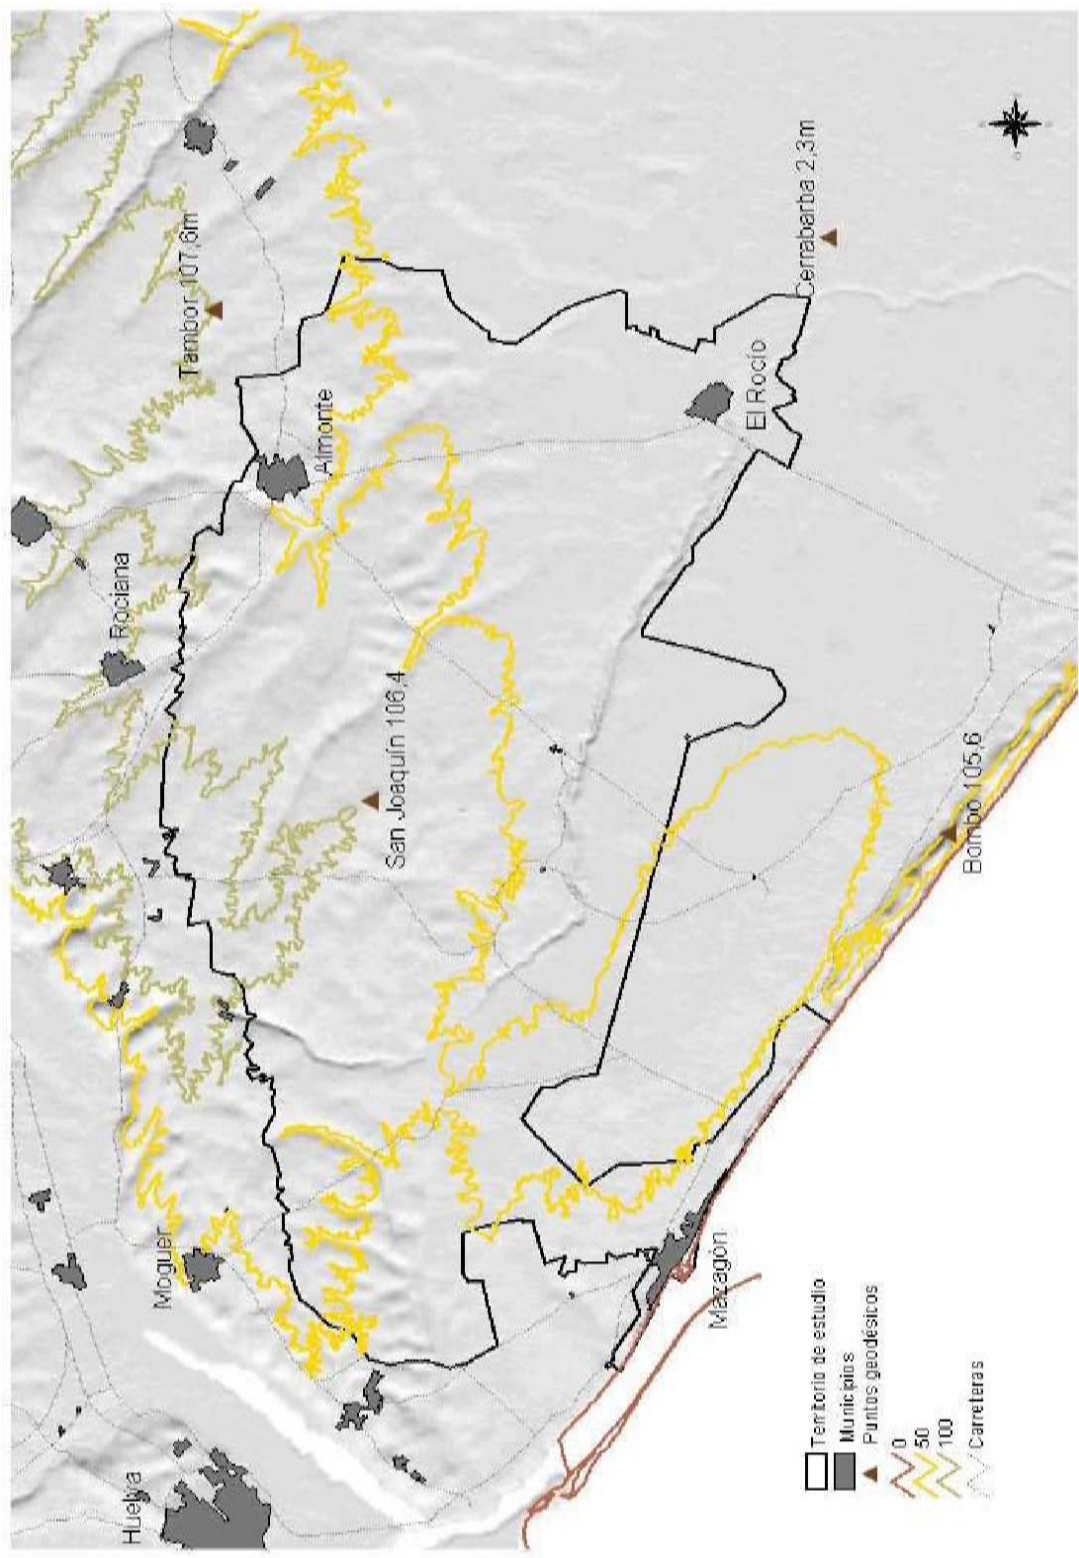 Huelva
Moguer
Rociana
Tambor 107,6m
Almonte
San Joaquín 106,4
El Rocío
Cerrabarba 2,3m
Mazagón
Bombo 105,6
Territorio de estudio
Municipios
Puntos geodésicos
0
50
100
Carreteras